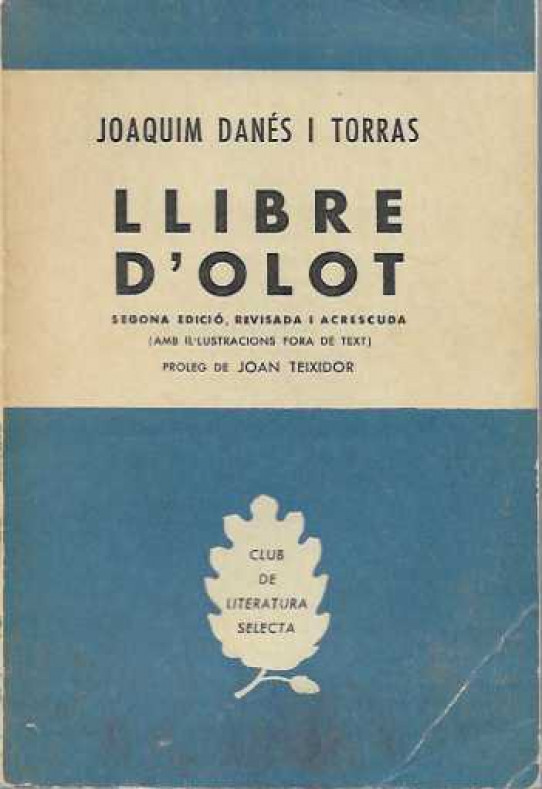 JOAQUIM DANÉS I TORRAS
LLIBRE
D'OLOT
SEGONA EDICIÓ, REVISADA I ACRESCUDA
(AMB IL·LUSTRACIONS FORA DE TEXT)
PROLEG DE JOAN TEIXIDOR
CLUB
DE
LITERATURA
SELECTA